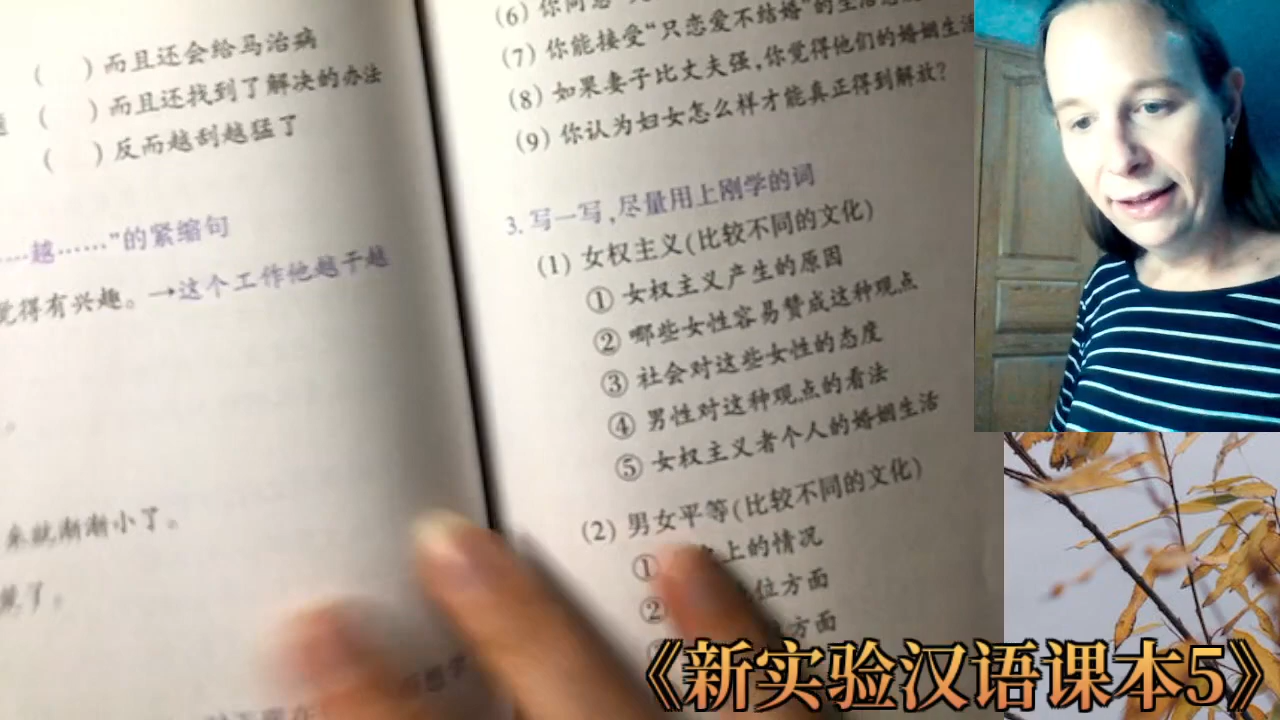 ( )而且还会给马治病
( )而且还找到了解决的办法
( )反而越刮越猛了
……越……”的紧缩句
觉得有兴趣。→这个工作他越干越
来就渐渐小了。
了。
(6) 你同意
(7) 你能接受“只恋爱不结婚”的生活
(8) 如果妻子比丈夫强,你觉得他们的婚姻生活
(9) 你认为妇女怎么样才能真正得到解放?
3. 写一写,尽量用上刚学的词
(1) 女权主义(比较不同的文化)
① 女权主义产生的原因
② 哪些女性容易赞成这种观点
③ 社会对这些女性的态度
④ 男性对这种观点的看法
⑤ 女权主义者个人的婚姻生活
(2) 男女平等(比较不同的文化)
① 上的情况
② 位方面
方面
《新实验汉语课本5》